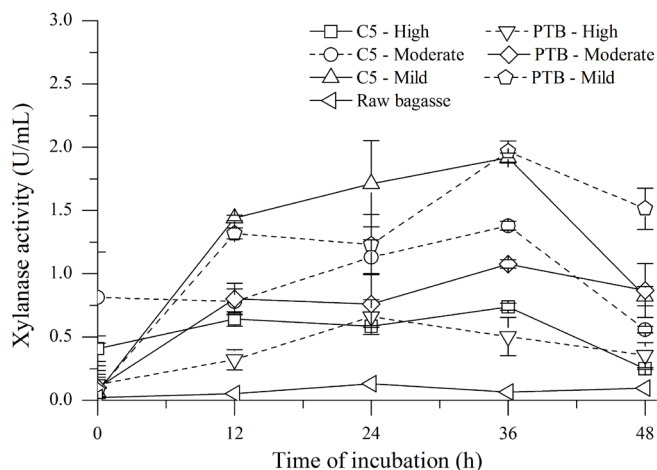 3.0
2.5
2.0
1.5
1.0
0.5
0.0
Xylanase activity (U/mL)
C5 - High
C5 - Moderate
C5 - Mild
Raw bagasse
PTB - High
PTB - Moderate
PTB - Mild
0 12 24 36 48
Time of incubation (h)